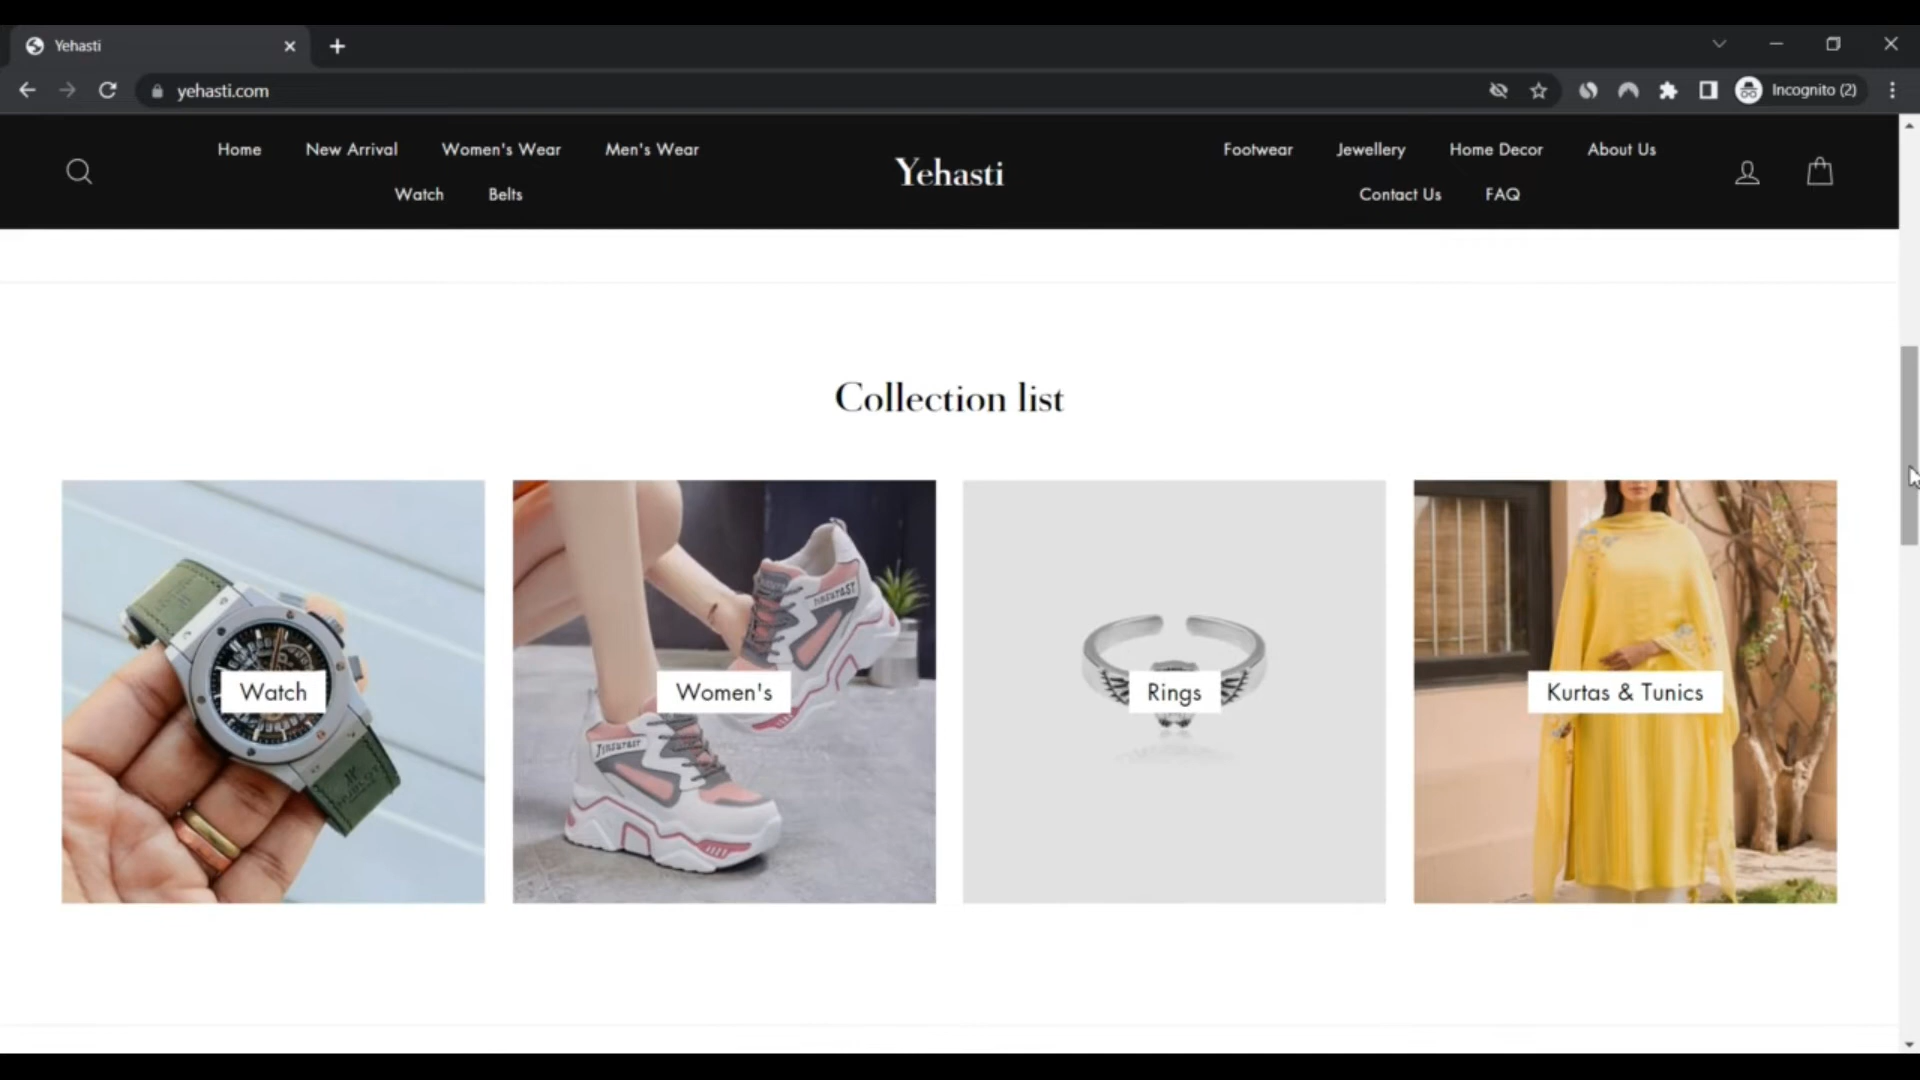 Yehasti
yehasti.com
Incognito (2)
Home New Arrival Women's Wear Men's Wear
Watch Belts
Yehasti
Footwear Jewellery Home Decor About Us
Contact Us FAQ
Collection list
Watch
Women's
Rings
Kurtas & Tunics